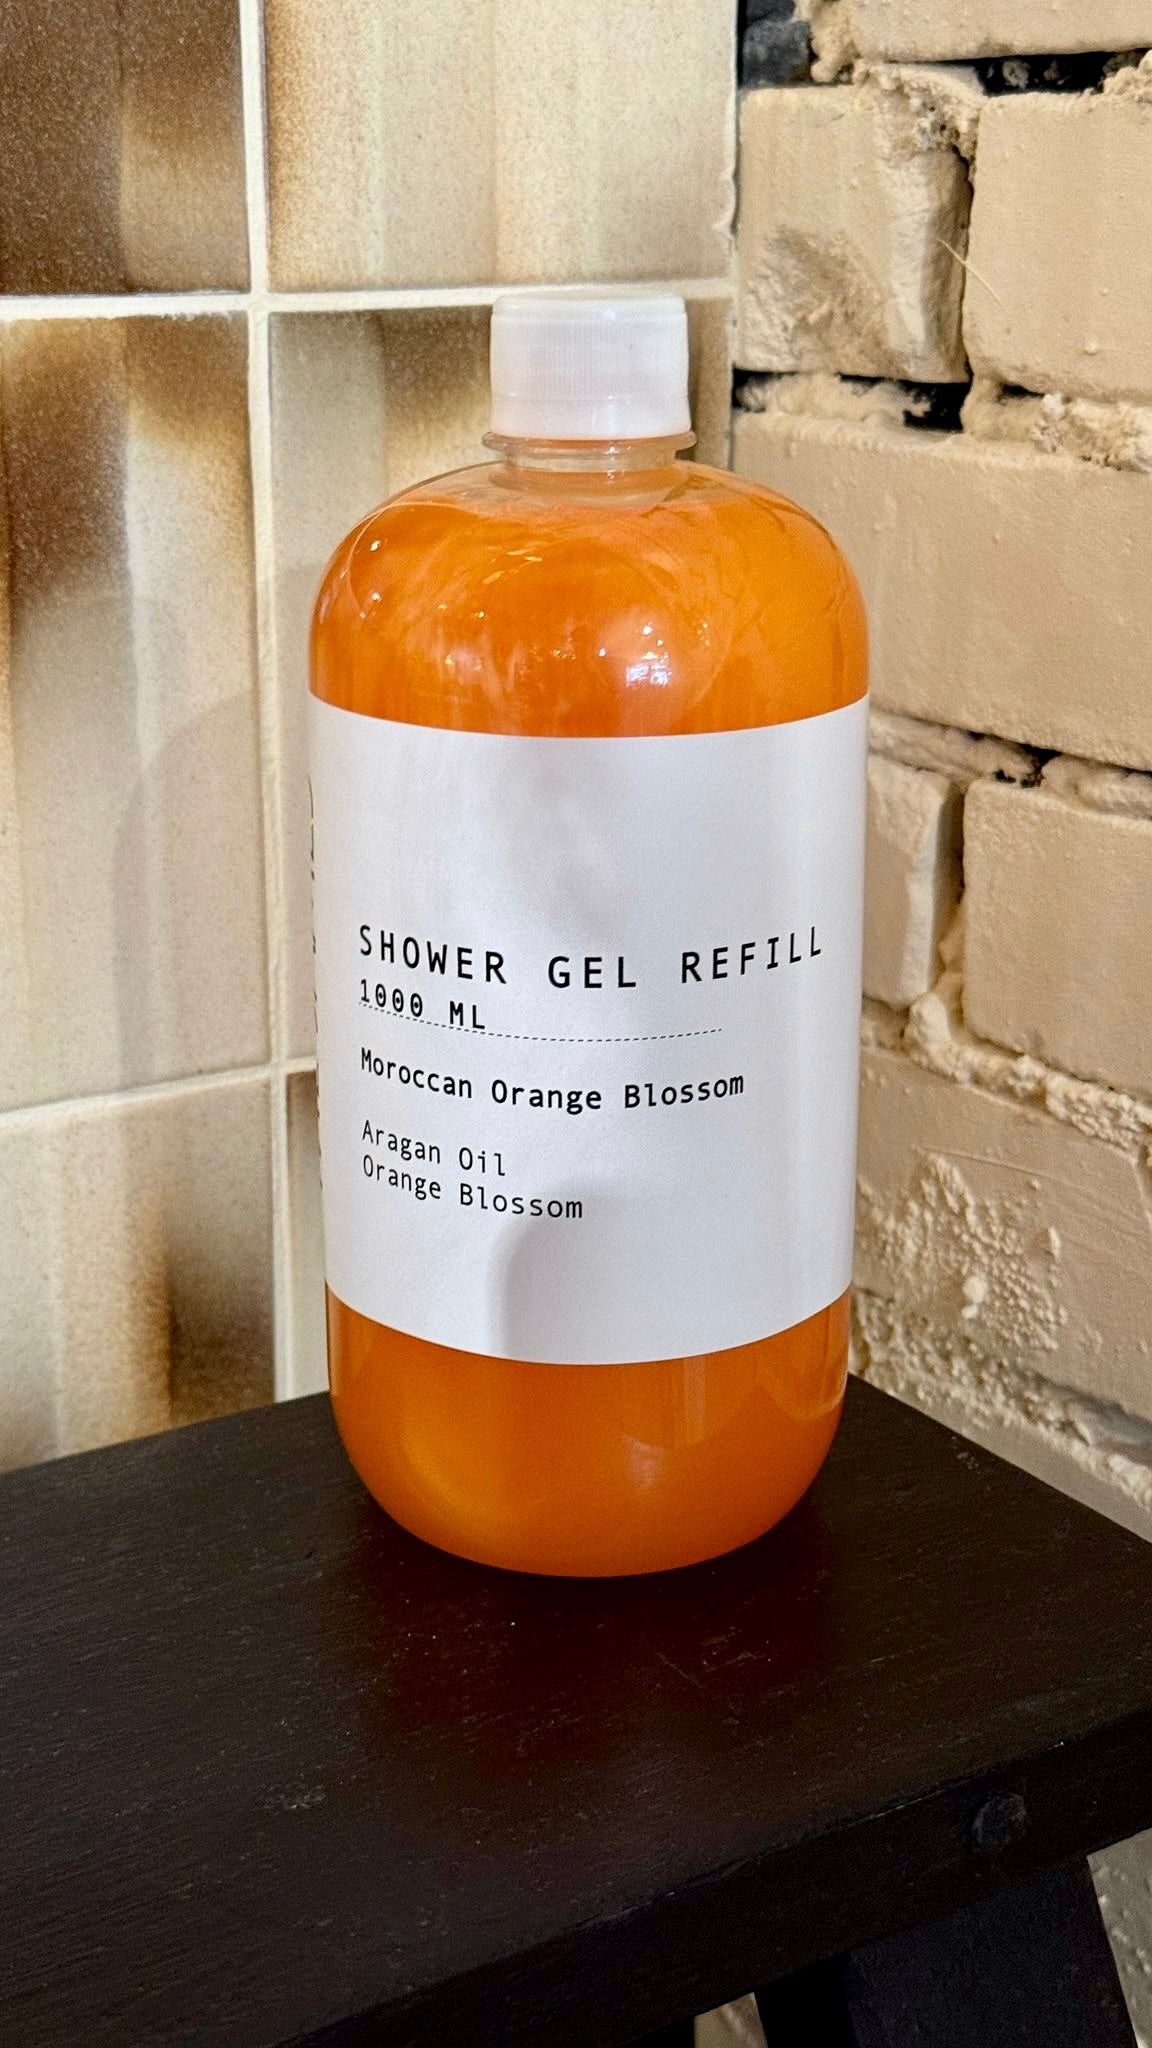 SHOWER GEL REFILL
1000 ML
Moroccan Orange Blossom
Aragan Oil
Orange Blossom